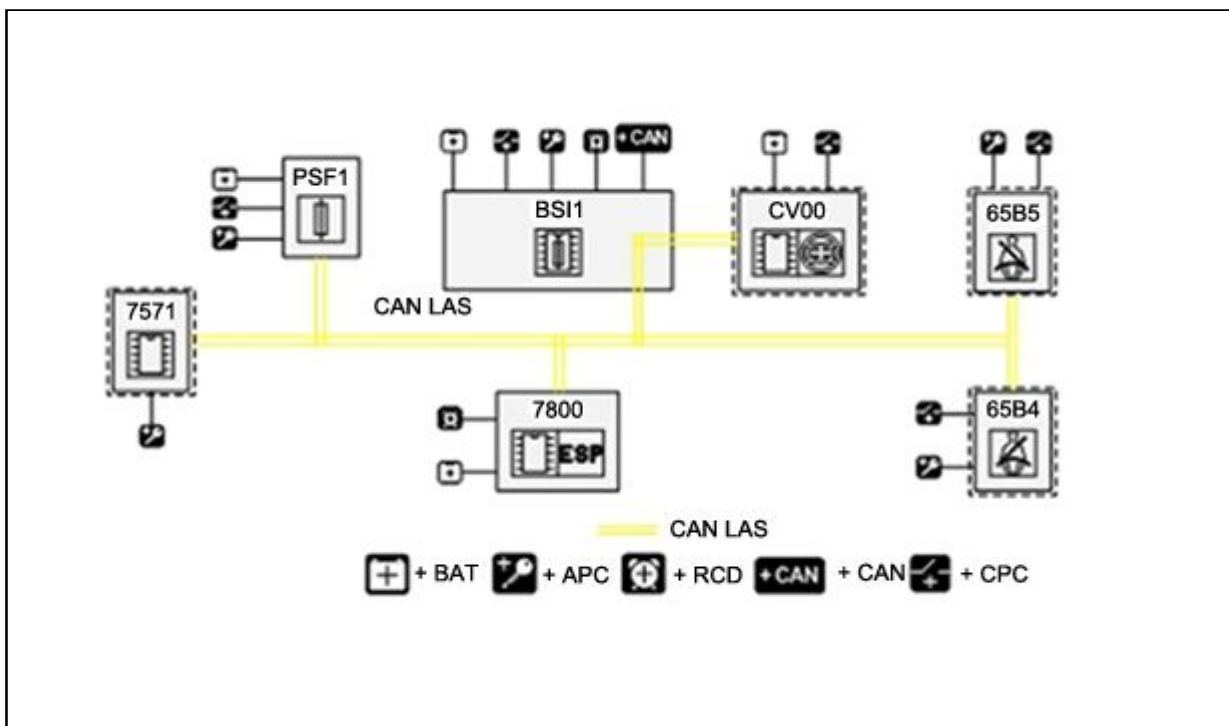 + CAN
PSF1
BSI1
CV00
65B5
7571
CAN LAS
7800
ESP
65B4
CAN LAS
+ BAT + APC + RCD +CAN + CAN + CPC